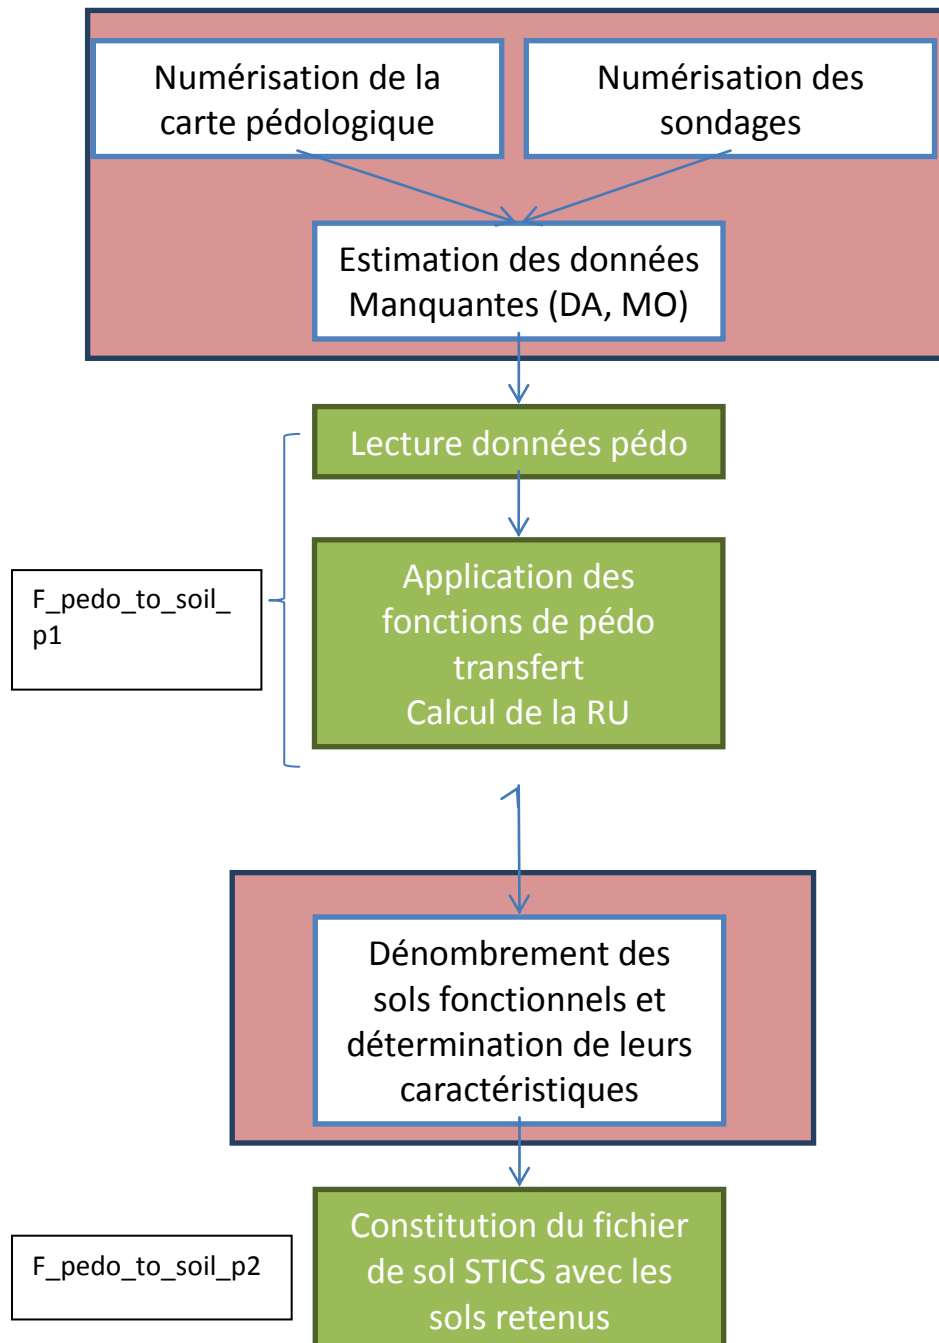 Numérisation de la
carte pédologique
Numérisation des
sondages
Estimation des données
Manquantes (DA, MO)
Lecture données pédo
F_pedo_to_soil_
p1
Application des
fonctions de pédo
transfert
Calcul de la RU
Dénombrement des
sols fonctionnels et
détermination de leurs
caractéristiques
F_pedo_to_soil_p2
Constitution du fichier
de sol STICS avec les
sols retenus